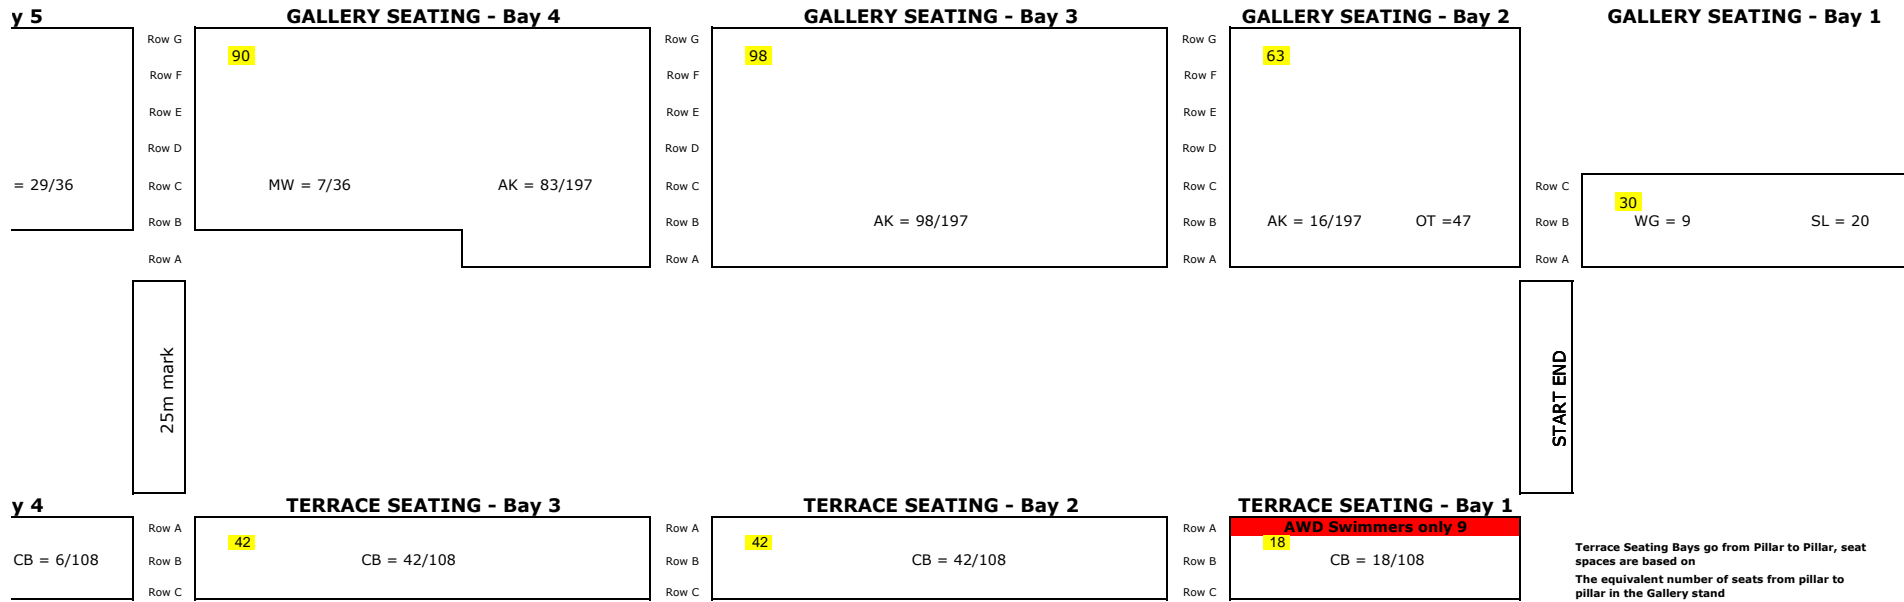 y 5 GALLERY SEATING - Bay 4 GALLERY SEATING - Bay 3 GALLERY SEATING - Bay 2 GALLERY SEATING - Bay 1
Row G Row G Row G
90 98 63
Row F Row F Row F
Row E Row E Row E
Row D Row D Row D
= 29/36 Row C MW = 7/36 AK = 83/197 Row C Row C Row C
30
Row B Row B AK = 98/197 Row B AK = 16/197 OT =47 Row B WG = 9 SL = 20
Row A Row A Row A Row A
25m mark
START END
y 4 TERRACE SEATING - Bay 3 TERRACE SEATING - Bay 2 TERRACE SEATING - Bay 1
Row A Row A Row A AWD Swimmers only 9
42 42 18
CB = 6/108 Row B CB = 42/108 Row B CB = 42/108 Row B CB = 18/108
Row C Row C Row C
Terrace Seating Bays go from Pillar to Pillar, seat
spaces are based on
The equivalent number of seats from pillar to
pillar in the Gallery stand